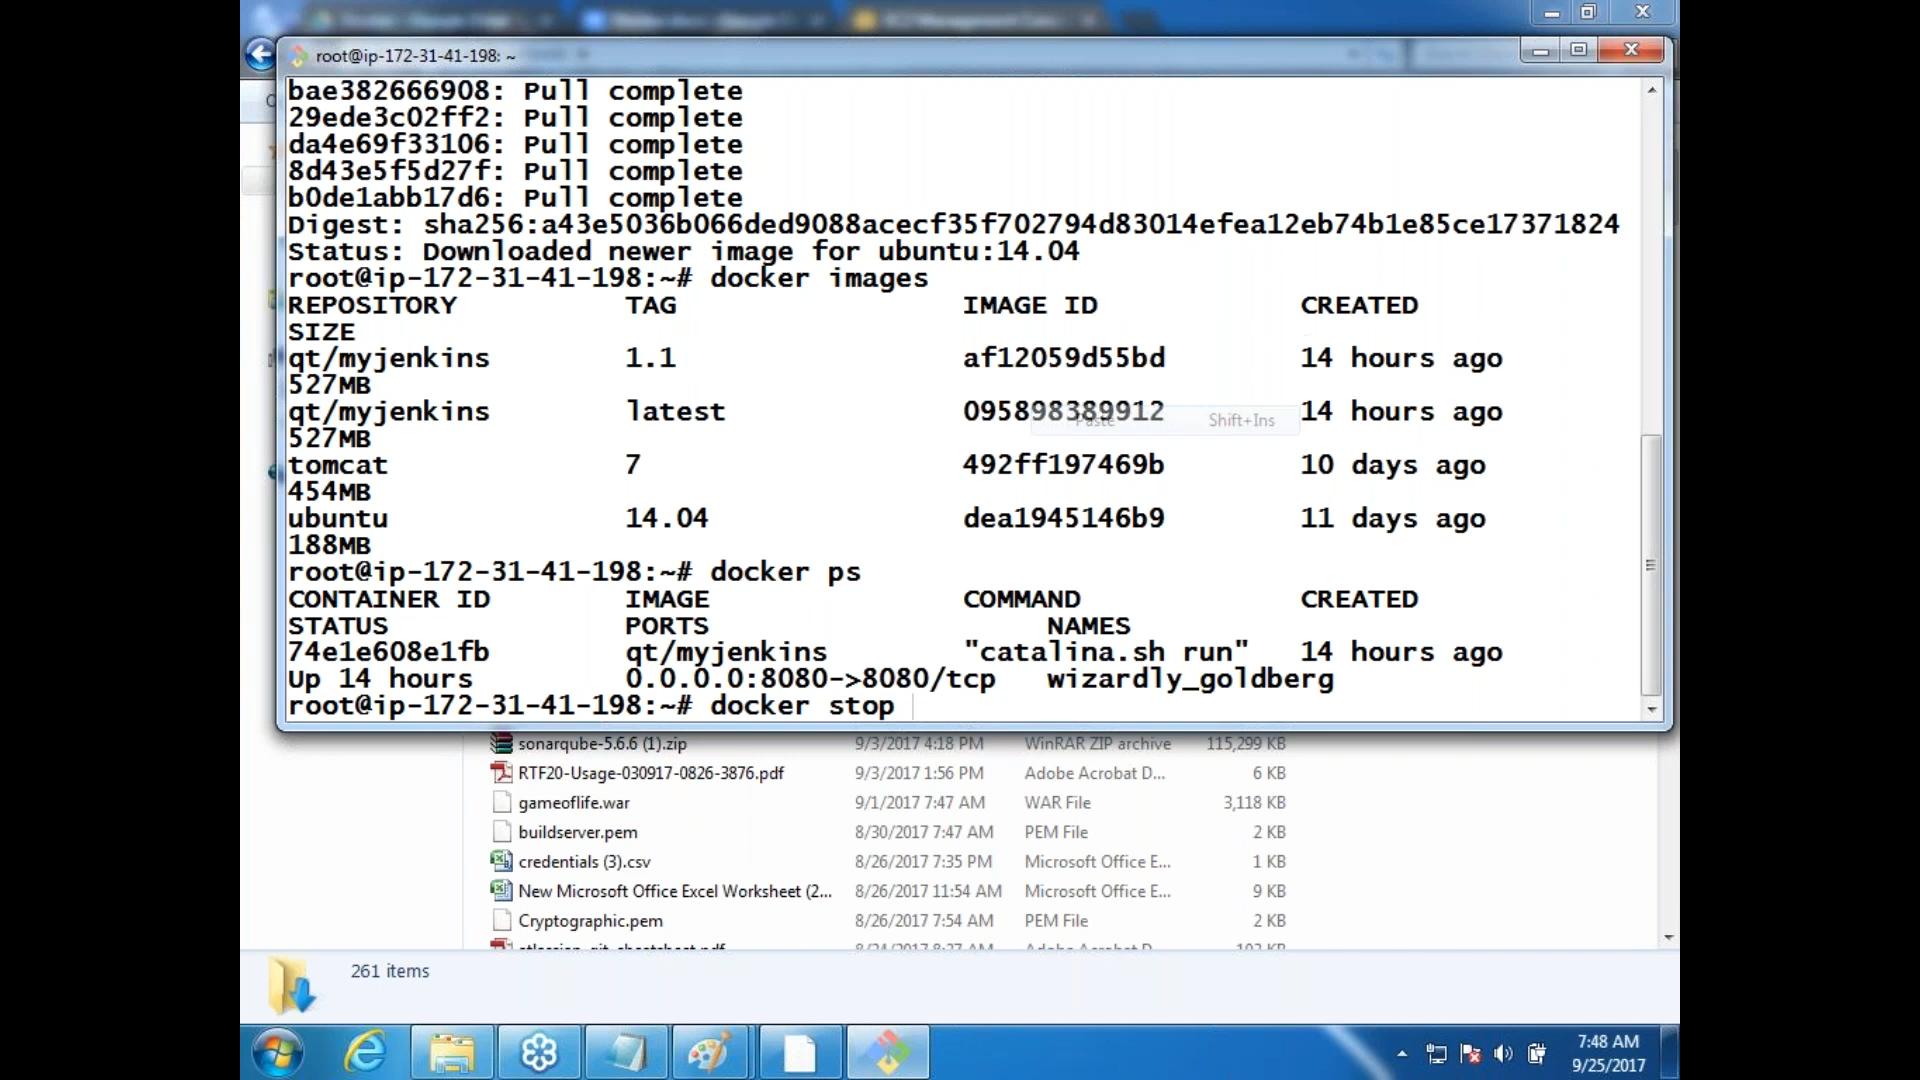 root@ip-172-31-41-198: ~
bae382666908: Pull complete
29ede3c02ff2: Pull complete
da4e69f33106: Pull complete
8d43e5f5d27f: Pull complete
b0de1abb17d6: Pull complete
Digest: sha256:a43e5036b066ded9088acecf35f702794d83014efea12eb74b1e85ce17371824
Status: Downloaded newer image for ubuntu:14.04
root@ip-172-31-41-198:~# docker images
REPOSITORY TAG IMAGE ID CREATED
SIZE
qt/myjenkins 1.1 af12059d55bd 14 hours ago
527MB
qt/myjenkins latest 095898389912 14 hours ago
Paste Shift+Ins
527MB
tomcat 7 492ff197469b 10 days ago
454MB
ubuntu 14.04 dea1945146b9 11 days ago
188MB
root@ip-172-31-41-198:~# docker ps
CONTAINER ID IMAGE COMMAND CREATED
STATUS PORTS NAMES
74e1e608e1fb qt/myjenkins "catalina.sh run" 14 hours ago
Up 14 hours 0.0.0.0:8080->8080/tcp wizardly_goldberg
root@ip-172-31-41-198:~# docker stop
sonarqube-5.6.6 (1).zip 9/3/2017 4:18 PM WinRAR ZIP archive 115,299 KB
RTF20-Usage-030917-0826-3876.pdf 9/3/2017 1:56 PM Adobe Acrobat D... 6 KB
gameoflife.war 9/1/2017 7:47 AM WAR File 3,118 KB
buildserver.pem 8/30/2017 7:47 AM PEM File 2 KB
credentials (3).csv 8/26/2017 7:35 PM Microsoft Office E... 1 KB
New Microsoft Office Excel Worksheet (2... 8/26/2017 11:54 AM Microsoft Office E... 9 KB
Cryptographic.pem 8/26/2017 7:54 AM PEM File 2 KB
261 items
7:48 AM
9/25/2017